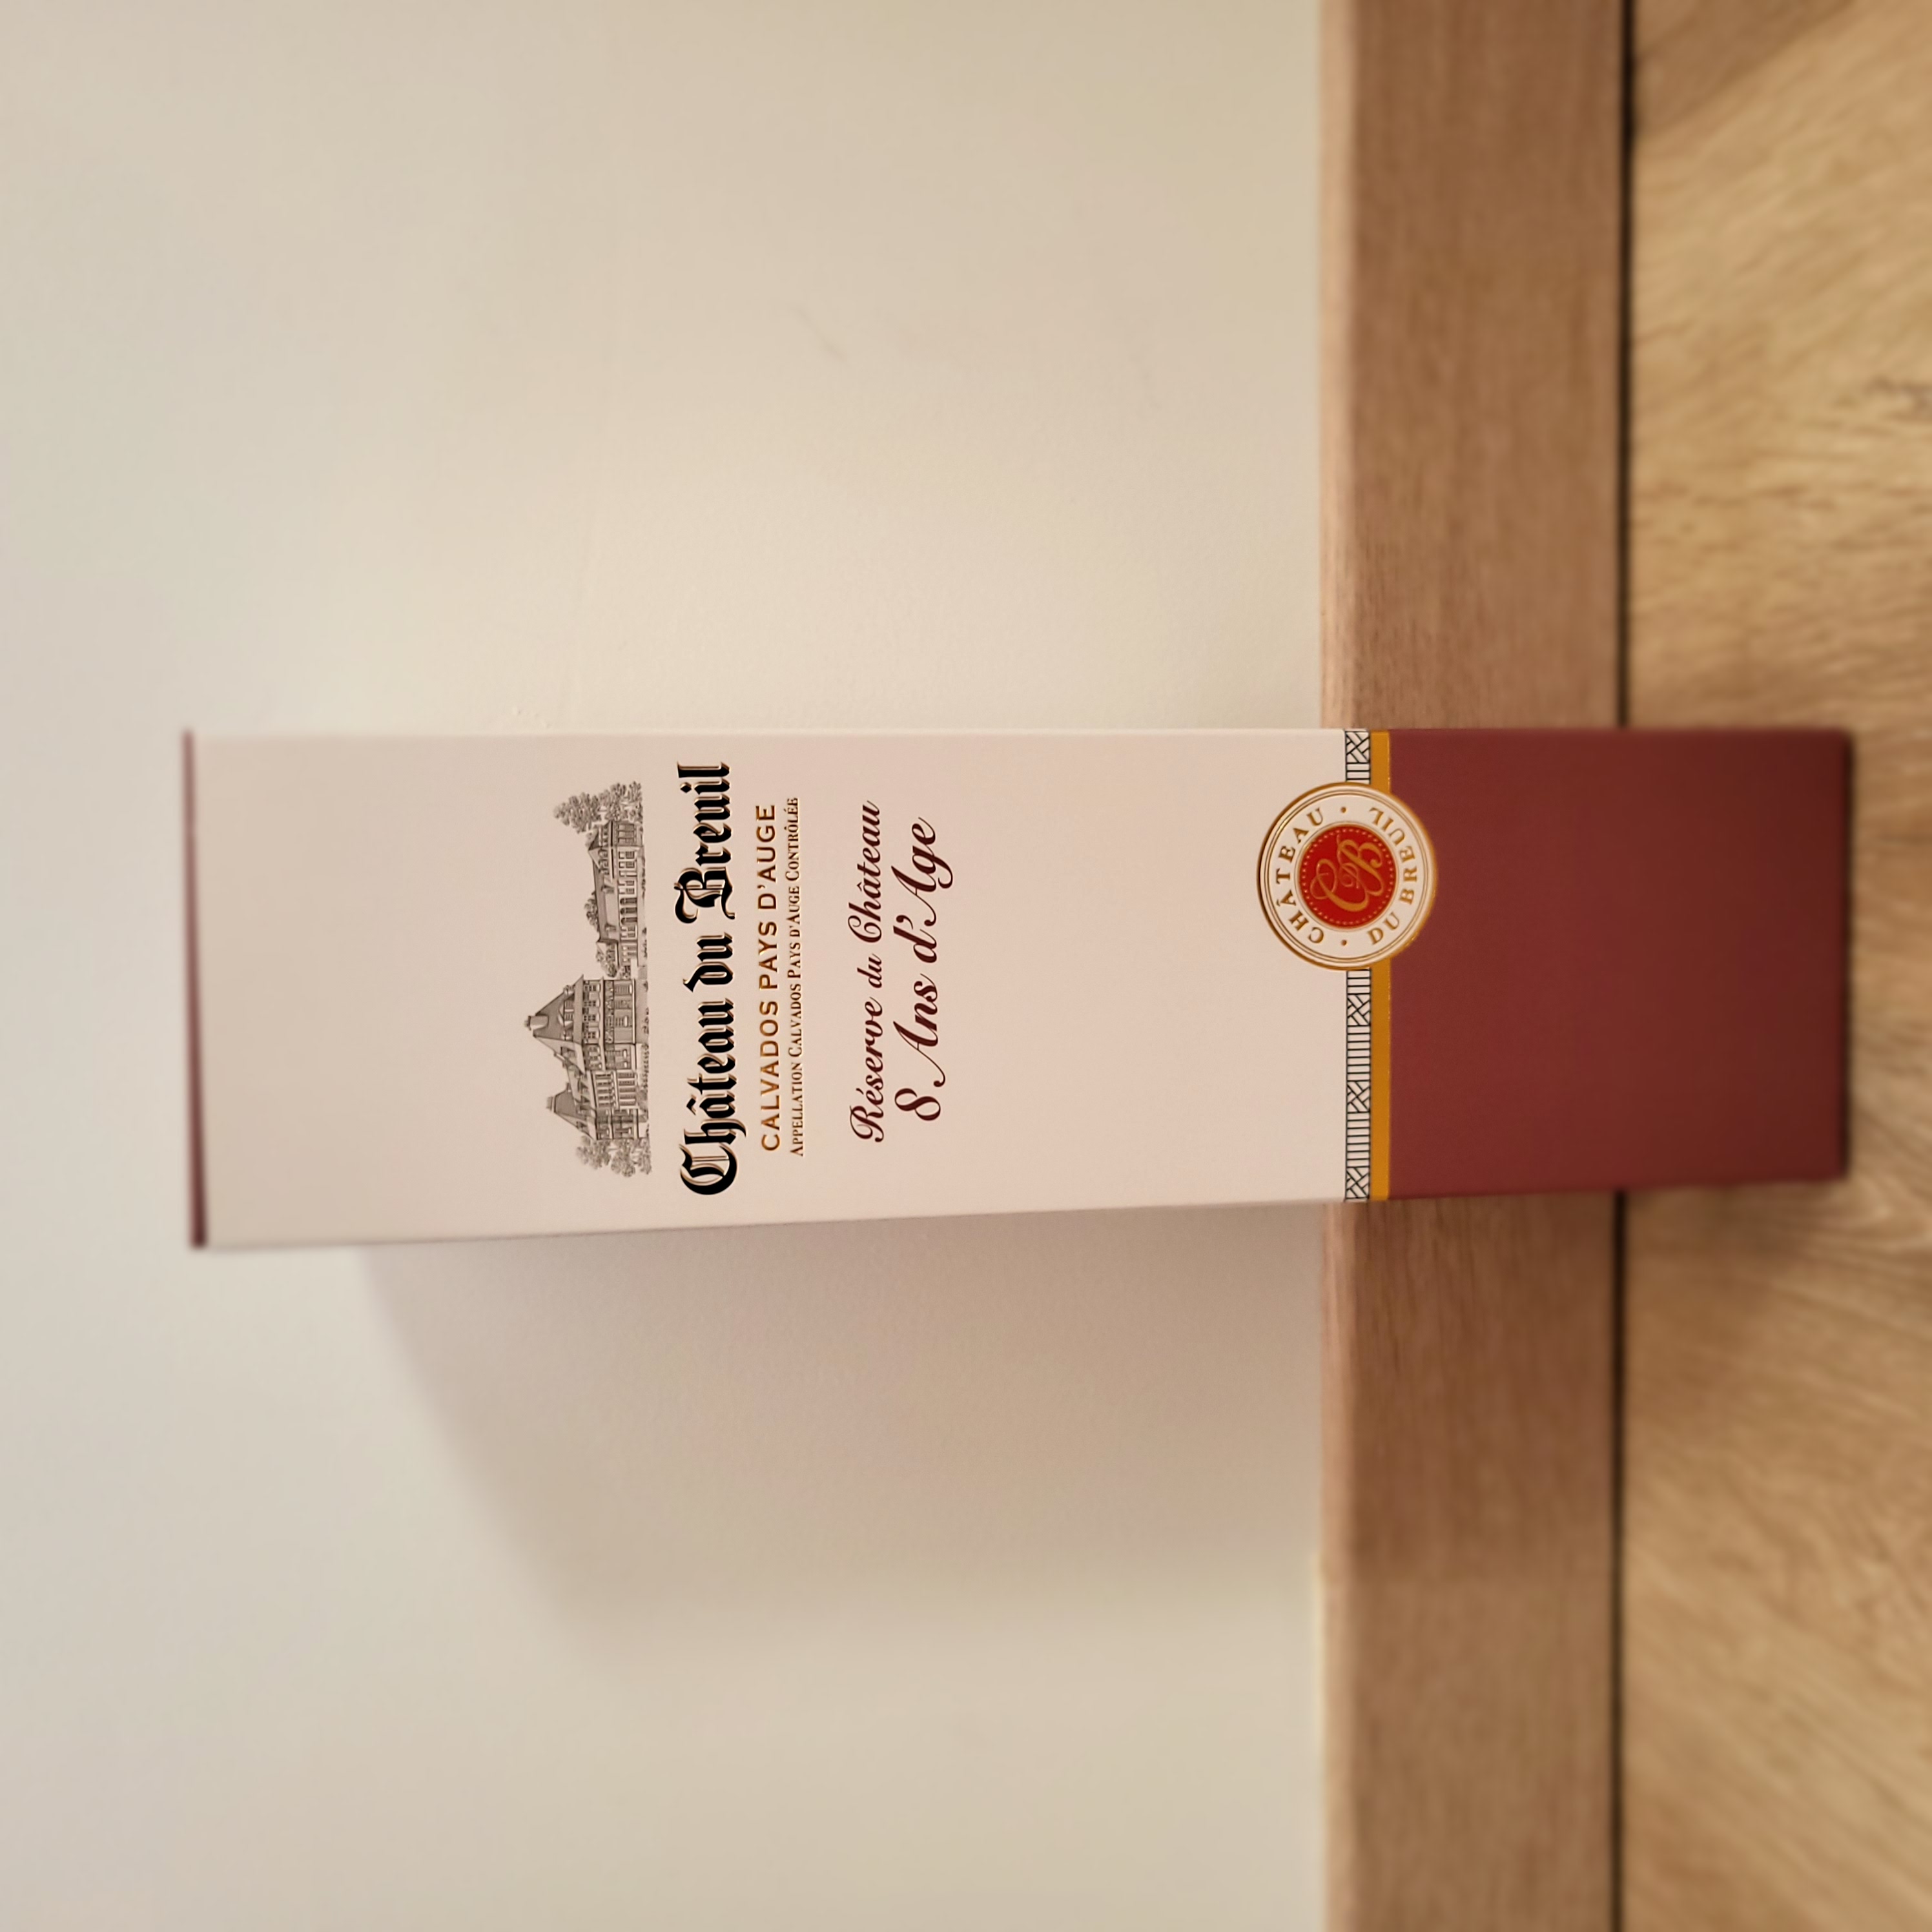 Château du Breuil
CALVADOS PAYS D'AUGE
APPELLATION CALVADOS PAYS D'AUGE CONTRÔLÉE
Réserve du Château
8 Ans d'Age
CHÂTEAU
CB
DU BREUIL